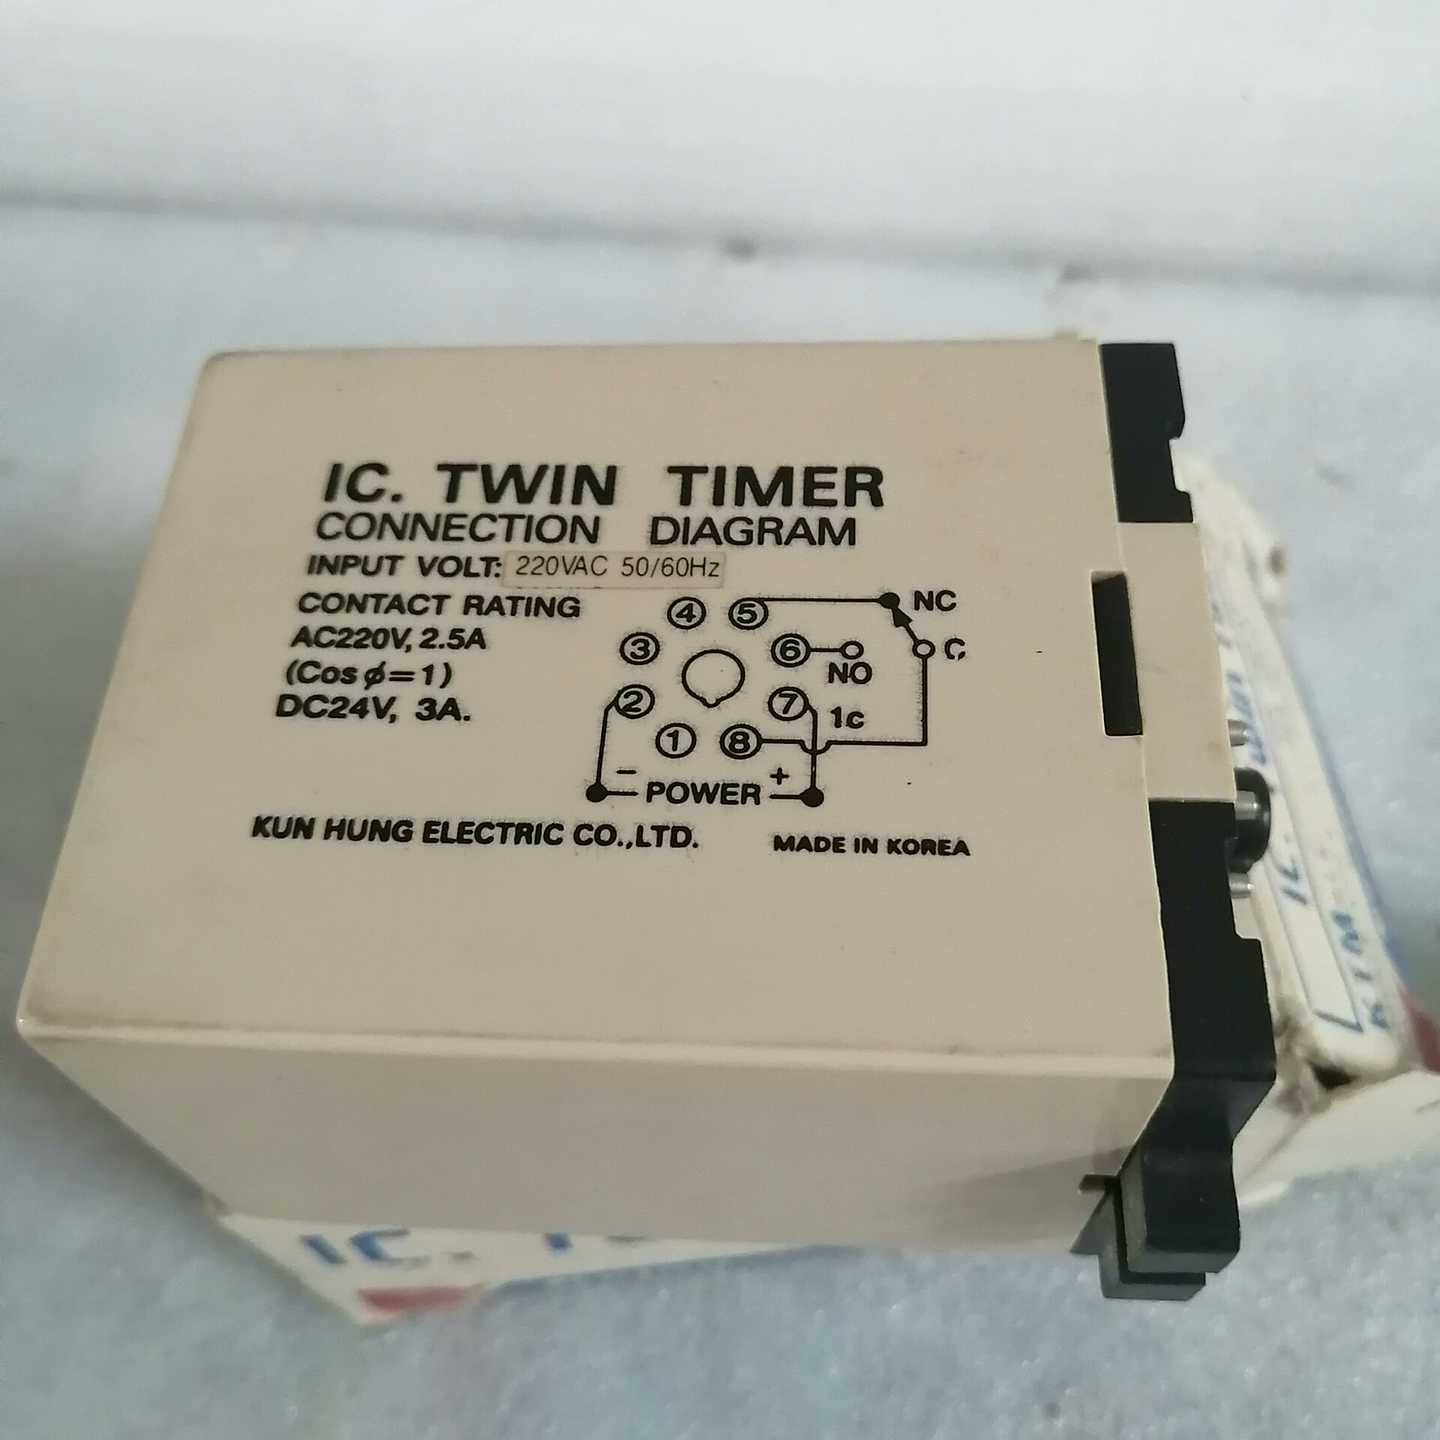 IC. TWIN TIMER
CONNECTION DIAGRAM
INPUT VOLT: 220VAC 50/60Hz
CONTACT RATING
AC220V, 2.5A
(Cos ϕ=1)
DC24V, 3A.
4 5 NC
3 6 NO C
2 7 1c
1 8
− POWER +
KUN HUNG ELECTRIC CO.,LTD. MADE IN KOREA
IC. T
IC.